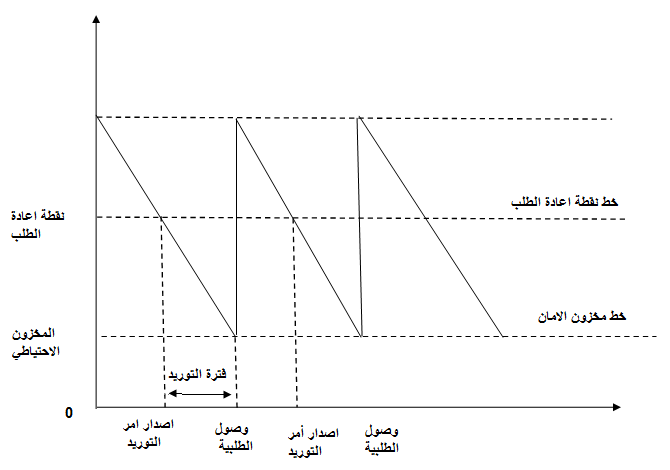 خط نقطة اعادة الطلب
نقطة اعادة
الطلب
خط مخزون الامان
المخزون
الاحتياطي
فترة التوريد
0
اصدار امر
التوريد
وصول
الطلبية
اصدار أمر
التوريد
وصول
الطلبية